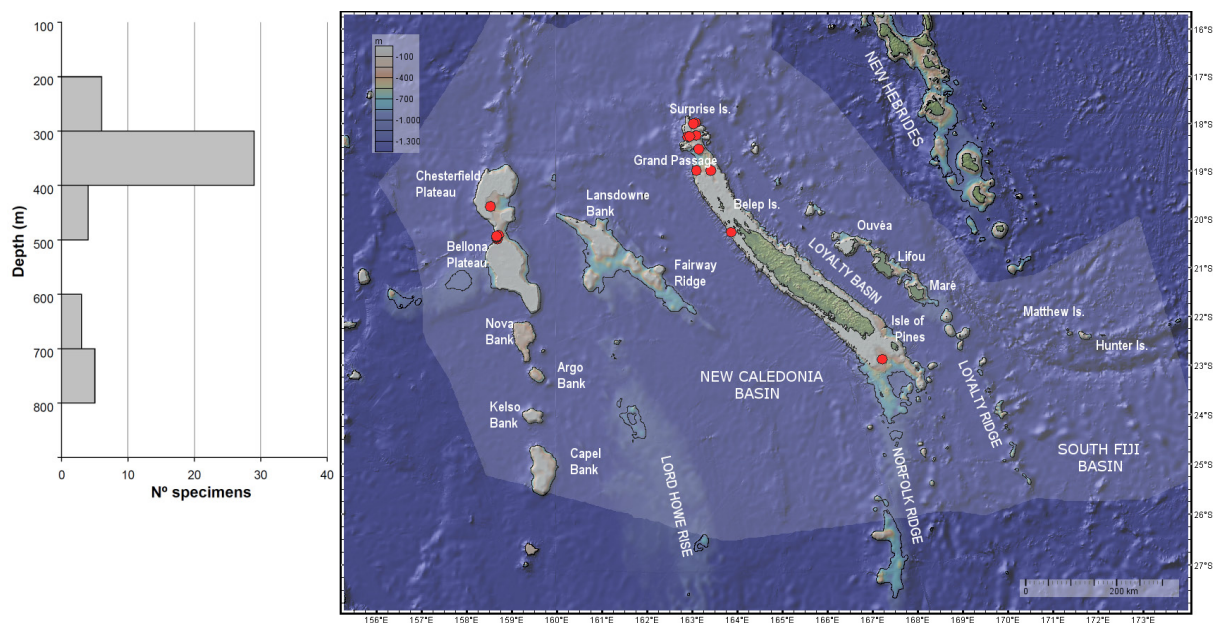 100
200
300
400
500
600
700
800
Depth (m)
0
10
20
30
40
Nº specimens
m
-100
-400
-700
-1.000
-1.300
Surprise Is.
Grand Passage
Belep Is.
NEW HEBRIDES
Chesterfield
Plateau
Lansdowne
Bank
Bellona
Plateau
Fairway
Ridge
Ouvèa
Lifou
Marè
LOYALTY BASIN
Isle of
Pines
Matthew Is.
Hunter Is.
Nova
Bank
Argo
Bank
Kelso
Bank
Capel
Bank
NEW CALEDONIA
BASIN
LOYALTY RIDGE
SOUTH FIJI
BASIN
LORD HOWE RISE
NORFOLK RIDGE
0
200 km
16°S
17°S
18°S
19°S
20°S
21°S
22°S
23°S
24°S
25°S
26°S
27°S
156°E
157°E
158°E
159°E
160°E
161°E
162°E
163°E
164°E
165°E
166°E
167°E
168°E
169°E
170°E
171°E
172°E
173°E